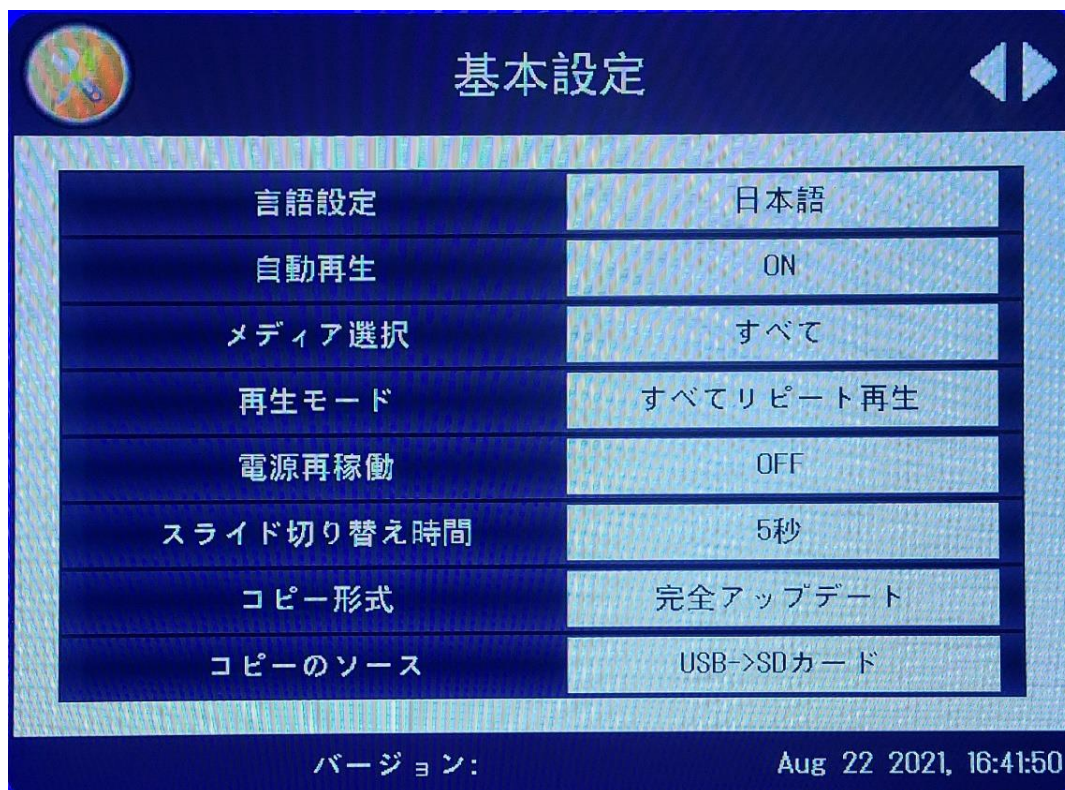 基本設定
言語設定 日本語
自動再生 ON
メディア選択 すべて
再生モード すべてリピート再生
電源再稼働 OFF
スライド切り替え時間 5秒
コピー形式 完全アップデート
コピーのソース USB->SDカード
バージョン: Aug 22 2021, 16:41:50